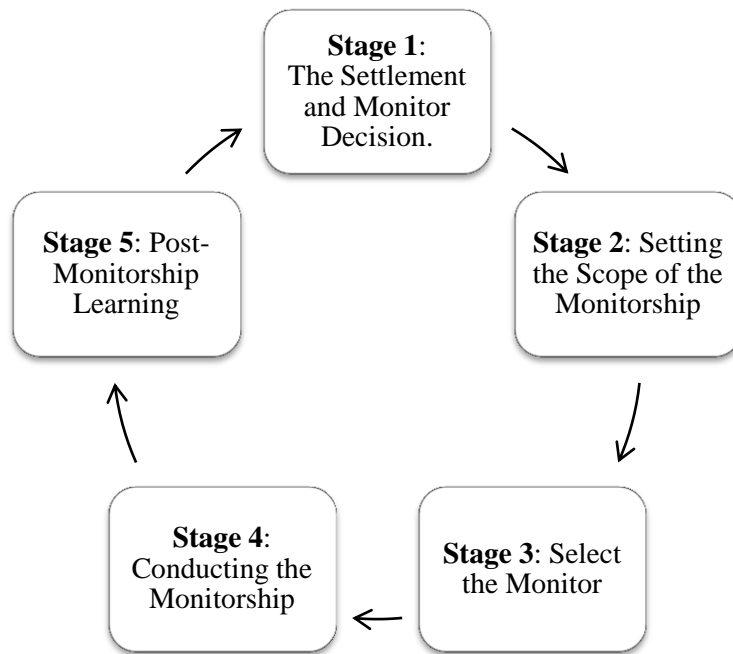 Stage 1:
The Settlement
and Monitor
Decision.
Stage 2: Setting
the Scope of the
Monitorship
Stage 3: Select
the Monitor
Stage 4:
Conducting the
Monitorship
Stage 5: Post-
Monitorship
Learning